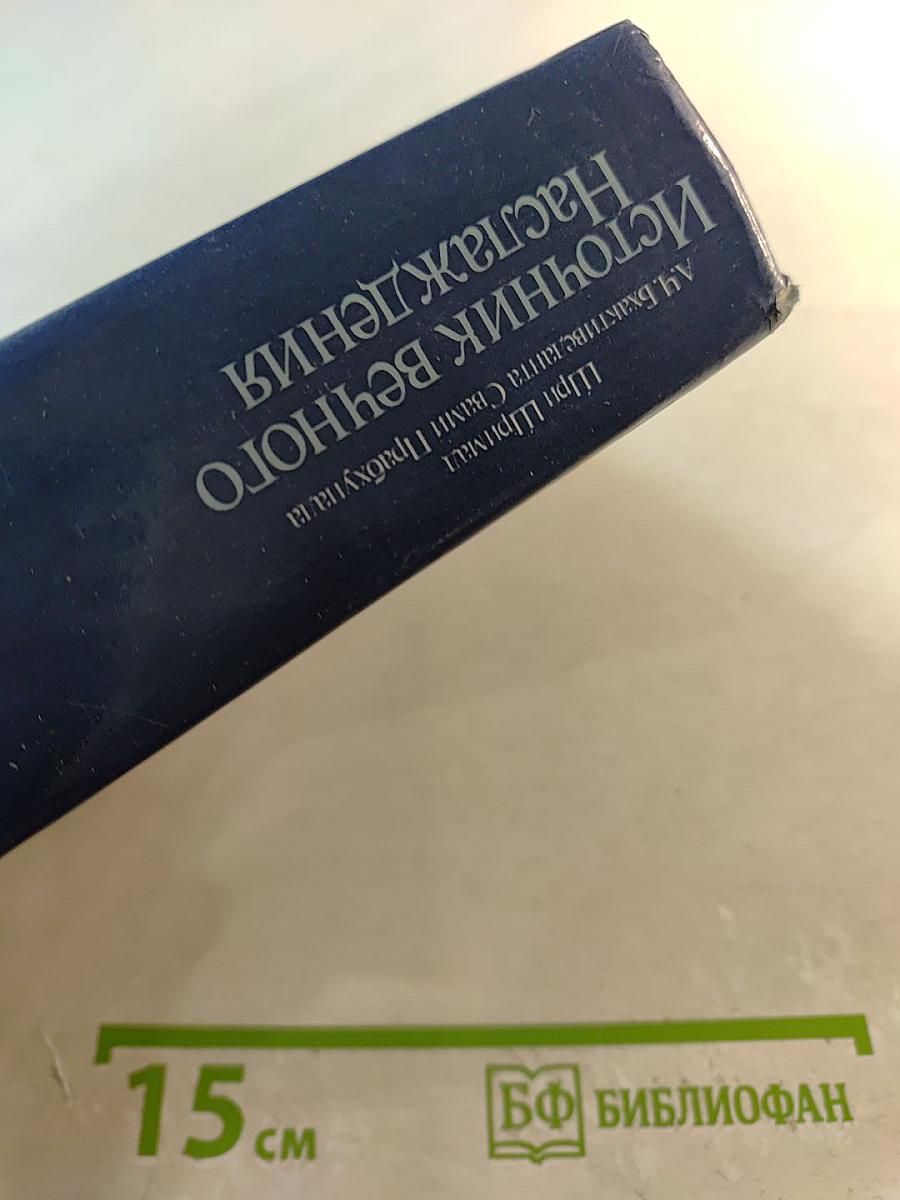 Шри Шримад
А.Ч. Бхактиведанта Свами Прабхупада
Источник вечного
Наслаждения
15 см
БФ БИБЛИОФАН